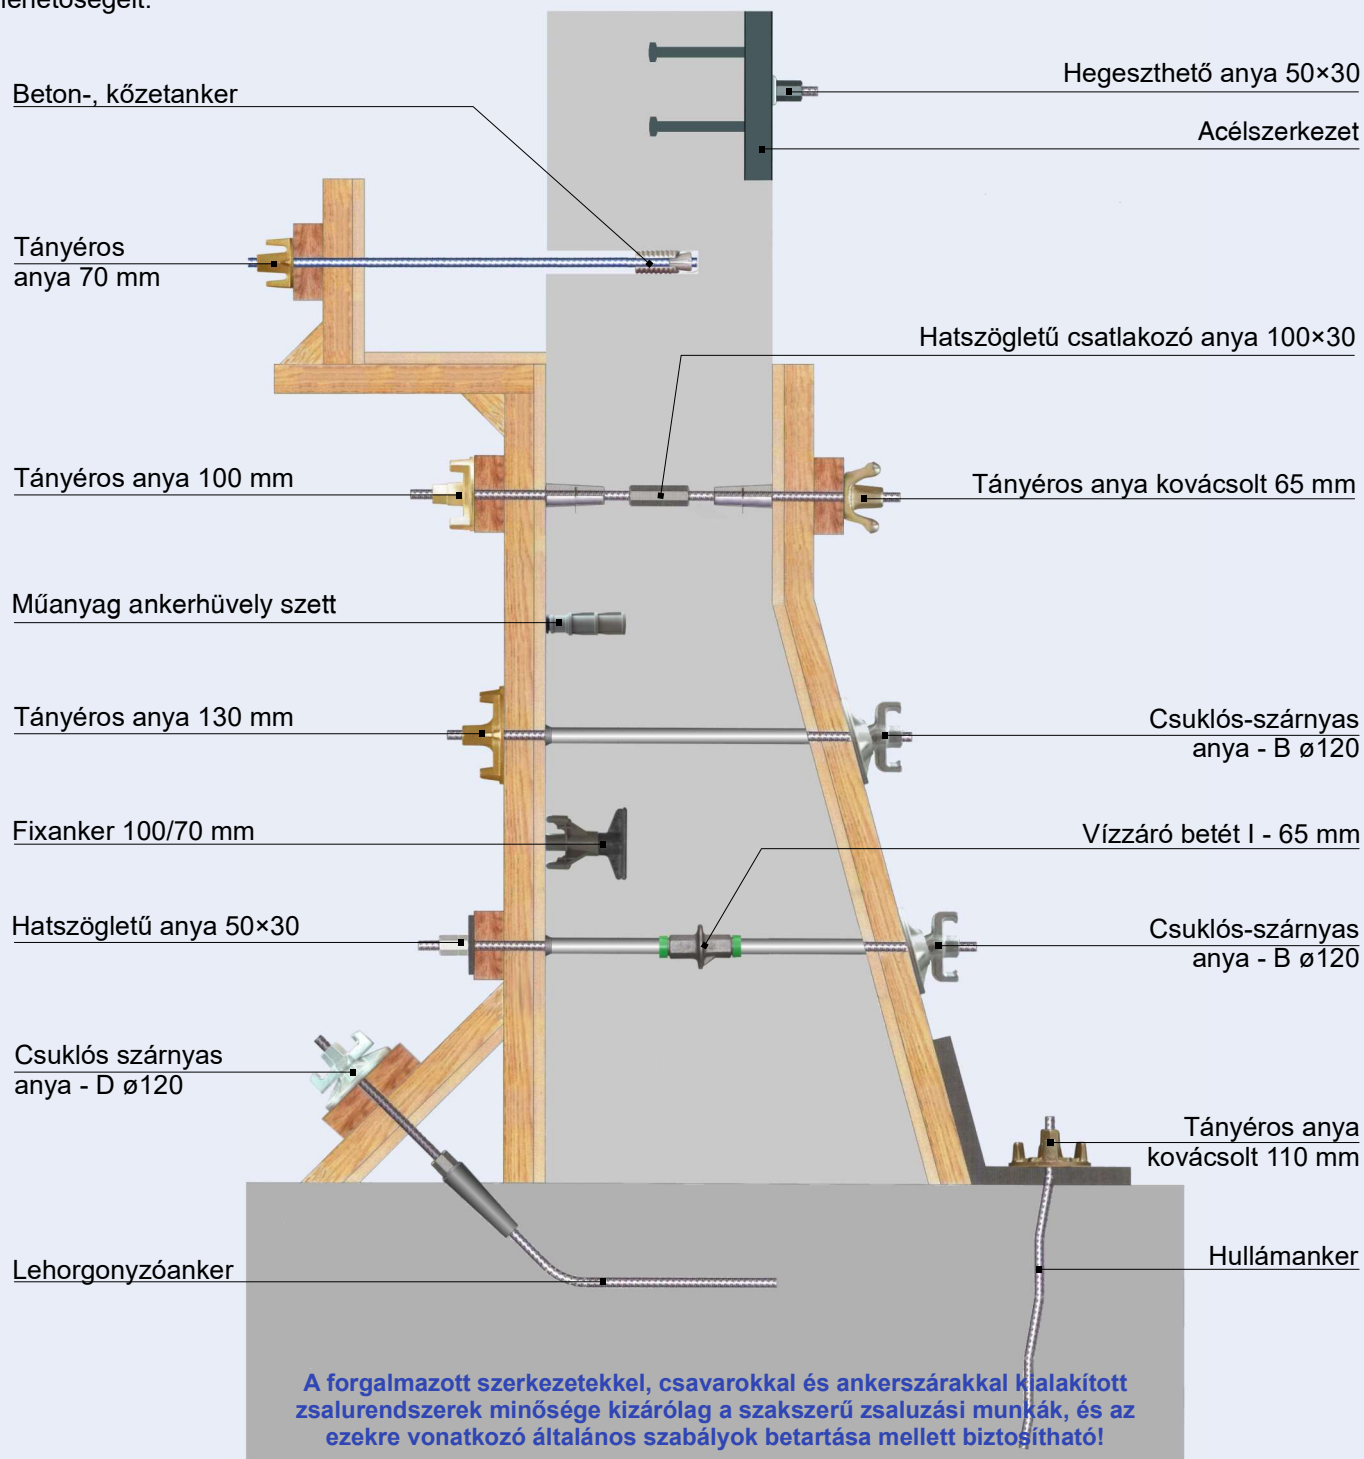 lehetőségeit.
Hegeszthető anya 50×30
Beton-, kőzetanker
Acélszerkezet
Tányéros
anya 70 mm
Hatszögletű csatlakozó anya 100×30
Tányéros anya 100 mm
Tányéros anya kovácsolt 65 mm
Műanyag ankerhüvely szett
Tányéros anya 130 mm
Csuklós-szárnyas
anya - B ø120
Fixanker 100/70 mm
Vízzáró betét I - 65 mm
Hatszögletű anya 50×30
Csuklós-szárnyas
anya - B ø120
Csuklós szárnyas
anya - D ø120
Tányéros anya
kovácsolt 110 mm
Lehorgonyzóanker
Hullámanker
A forgalmazott szerkezetekkel, csavarokkal és ankerszárakkal kialakított
zsalurendszerek minősége kizárólag a szakszerű zsaluzási munkák, és az
ezekre vonatkozó általános szabályok betartása mellett biztosítható!